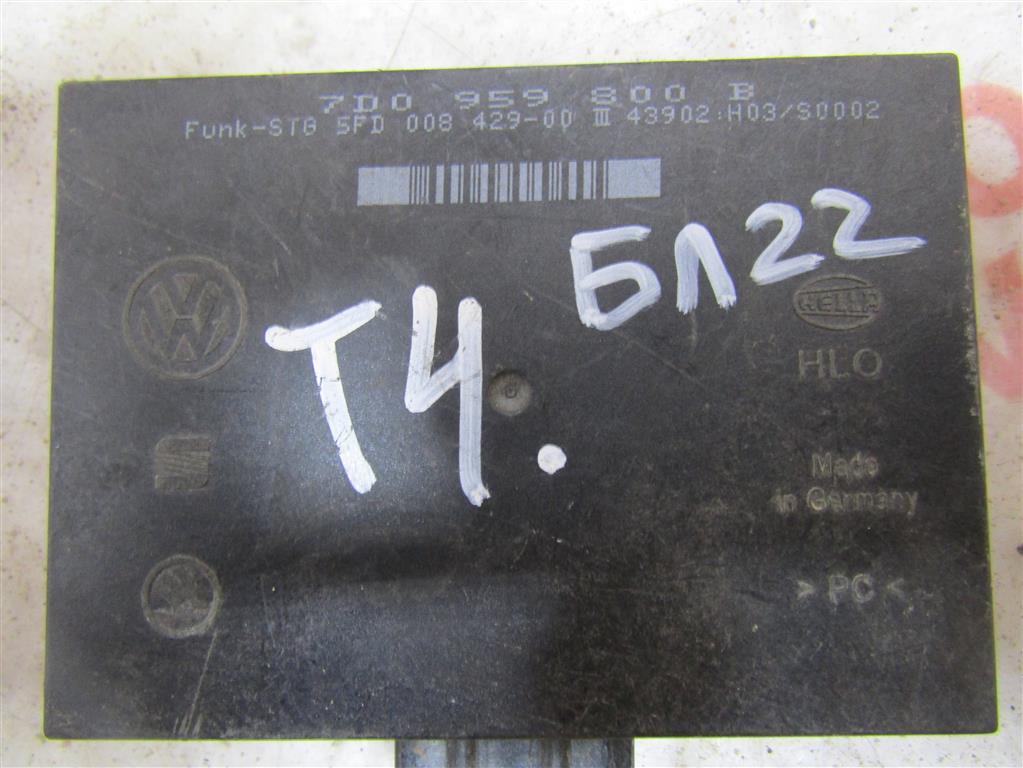 7D0 959 800 B
Funk-STG 5FD 008 429-00 III 43902:H03/S0002
БЛ22
Т4.
HELLA
HLO
Made
in Germany
> PC <